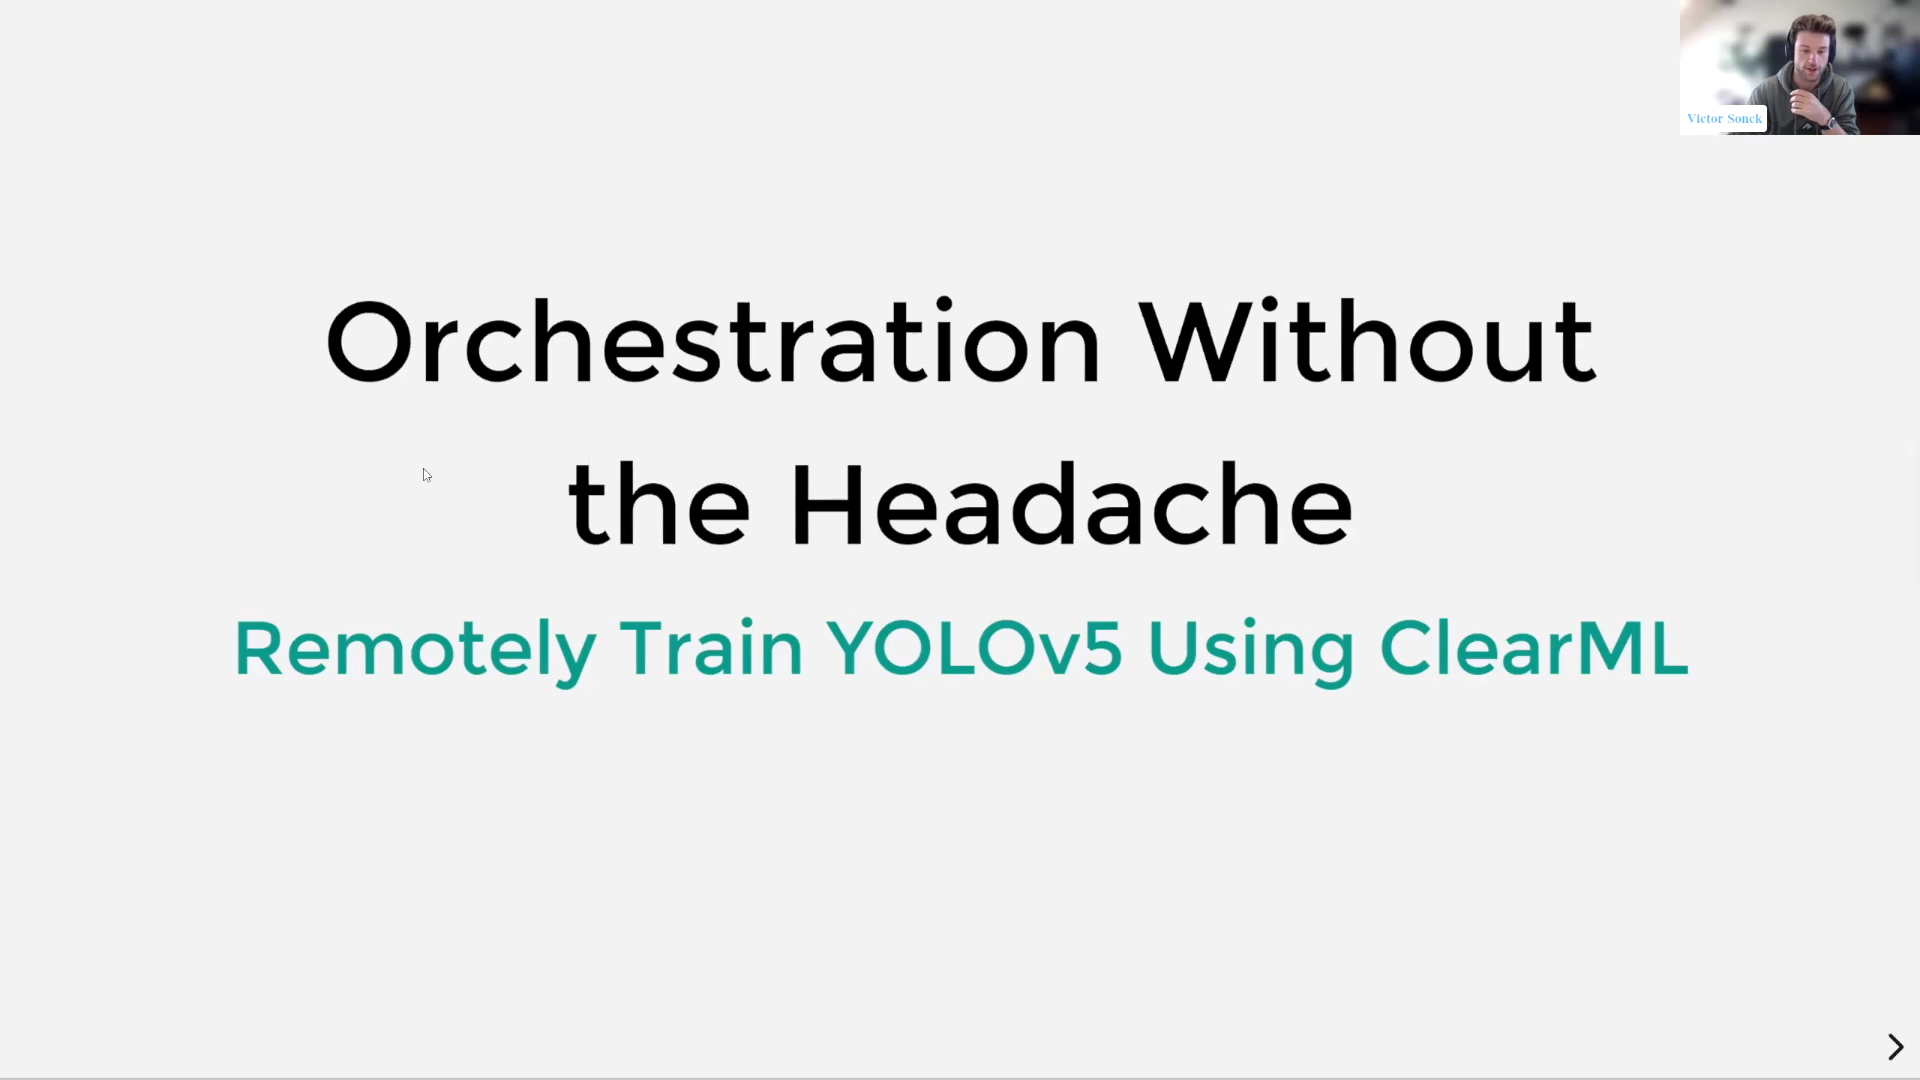 Victor Sonck
Orchestration Without
the Headache
Remotely Train YOLOv5 Using ClearML